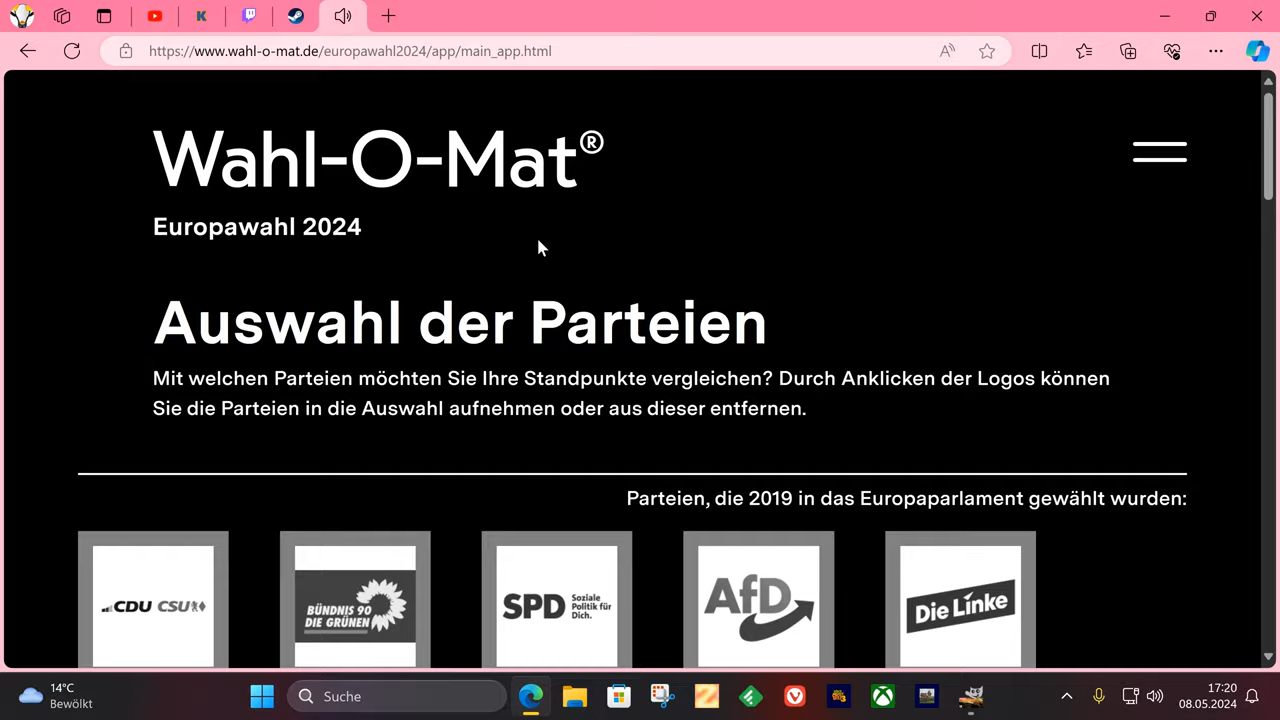 https://www.wahl-o-mat.de/europawahl2024/app/main_app.html
Wahl-O-Mat®
Europawahl 2024
Auswahl der Parteien
Mit welchen Parteien möchten Sie Ihre Standpunkte vergleichen? Durch Anklicken der Logos können
Sie die Parteien in die Auswahl aufnehmen oder aus dieser entfernen.
Parteien, die 2019 in das Europaparlament gewählt wurden:
CDU CSU
BÜNDNIS 90
DIE GRÜNEN
SPD Soziale
Politik für
Dich.
AfD
Die Linke
14°C
Bewölkt
Suche
17:20
08.05.2024